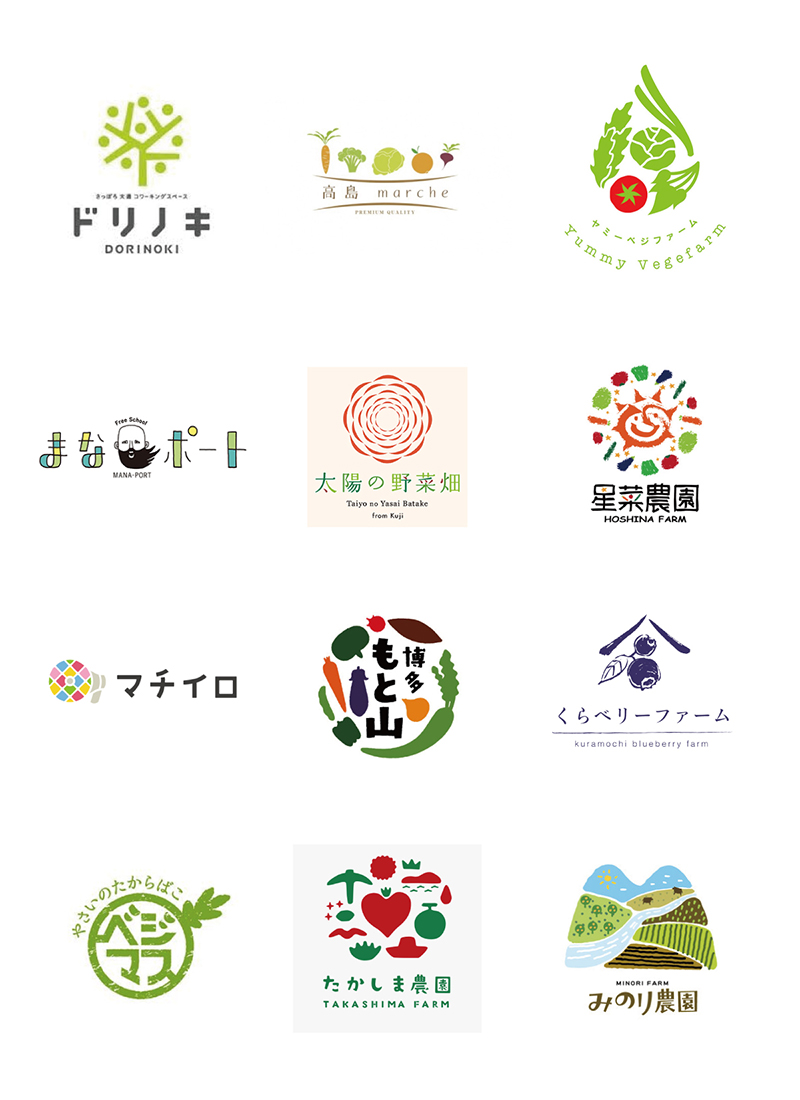 さっぽろ大通 コワーキングスペース
ドリノキ
DORINOKI
高島 marche
PREMIUM QUALITY
ヤミーベジファーム
Yummy Vegefarm
Free School
まなポート
MANA-PORT
太陽の野菜畑
Taiyo no Yasai Batake
from Kuji
星菜農園
HOSHINA FARM
マチイロ
博多
もと山
くらベリーファーム
kuramochi blueberry farm
やさいのたからばこ
ベジ
マス
たかしま農園
TAKASHIMA FARM
MINORI FARM
みのり農園